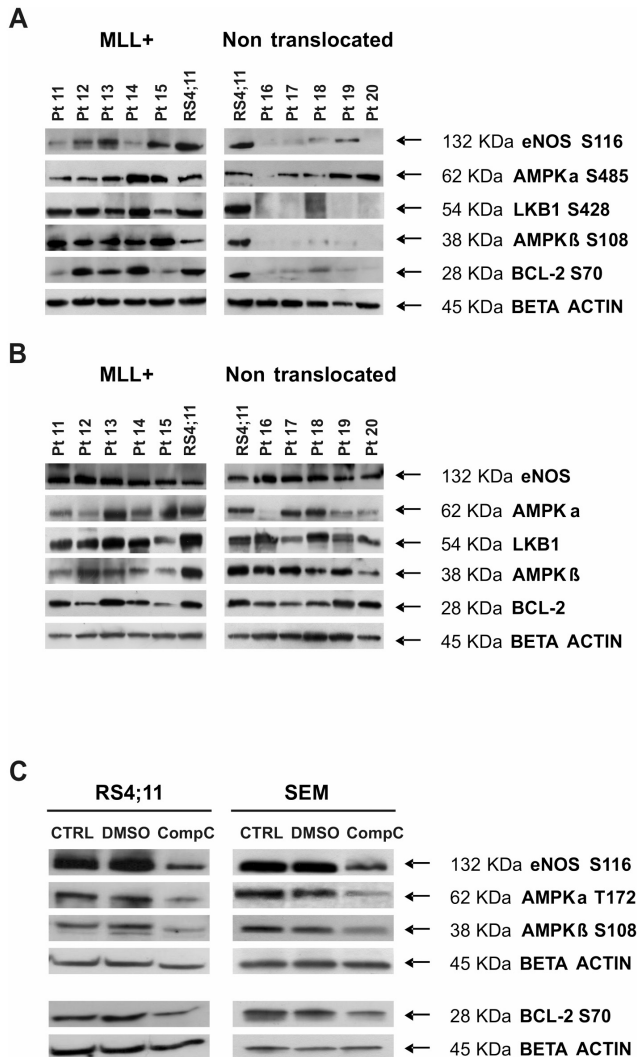 A
MLL+ Non translocated
Pt 11 Pt 12 Pt 13 Pt 14 Pt 15 RS4;11 RS4;11 Pt 16 Pt 17 Pt 18 Pt 19 Pt 20
132 KDa eNOS S116
62 KDa AMPKa S485
54 KDa LKB1 S428
38 KDa AMPKß S108
28 KDa BCL-2 S70
45 KDa BETA ACTIN
B
MLL+ Non translocated
Pt 11 Pt 12 Pt 13 Pt 14 Pt 15 RS4;11 RS4;11 Pt 16 Pt 17 Pt 18 Pt 19 Pt 20
132 KDa eNOS
62 KDa AMPKa
54 KDa LKB1
38 KDa AMPKß
28 KDa BCL-2
45 KDa BETA ACTIN
C
RS4;11 SEM
CTRL DMSO CompC CTRL DMSO CompC
132 KDa eNOS S116
62 KDa AMPKa T172
38 KDa AMPKß S108
45 KDa BETA ACTIN
28 KDa BCL-2 S70
45 KDa BETA ACTIN